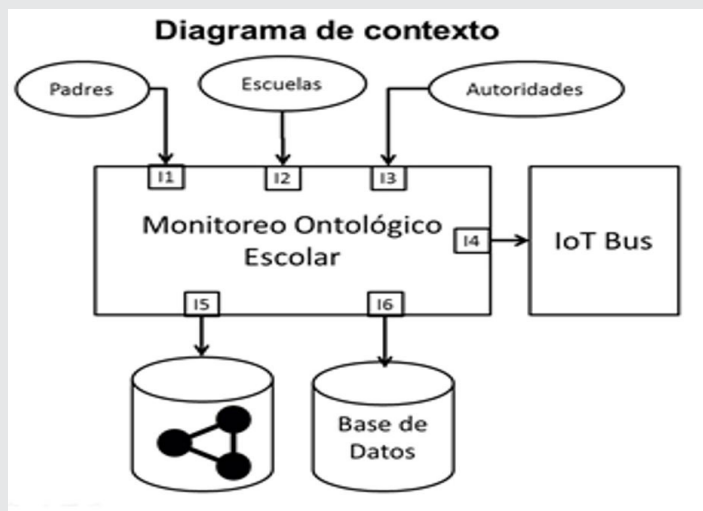 Diagrama de contexto
Padres
Escuelas
Autoridades
I1
I2
I3
Monitoreo Ontológico
Escolar
I4
IoT Bus
I5
I6
Base de
Datos